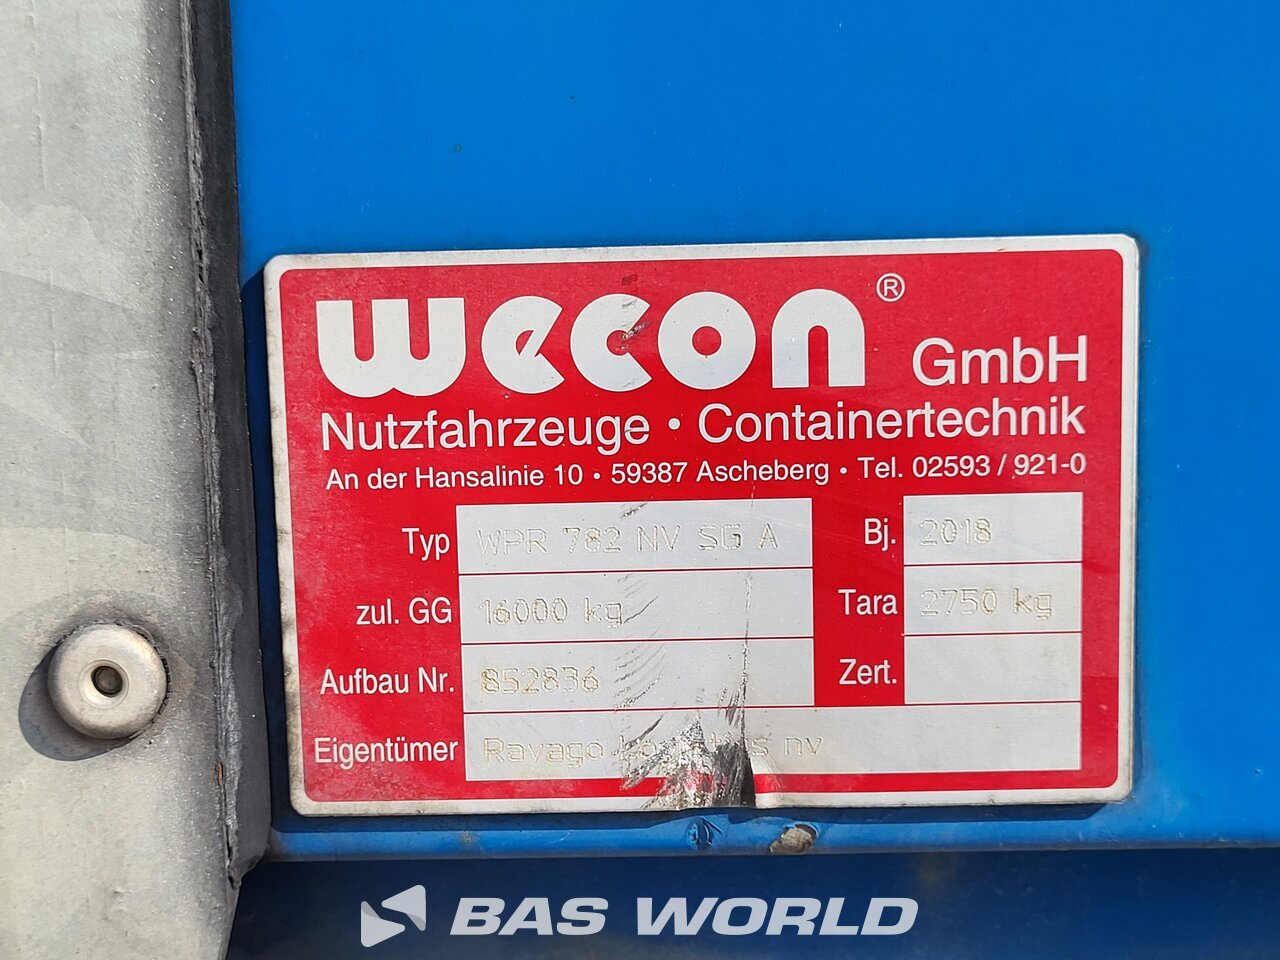 wecon® GmbH
Nutzfahrzeuge • Containertechnik
An der Hansalinie 10 • 59387 Ascheberg • Tel. 02593 / 921-0
Typ WPR 782 NV SG A Bj. 2018
zul. GG 16000 kg Tara 2750 kg
Aufbau Nr. 852836 Zert.
Eigentümer Ravago nv
BAS WORLD